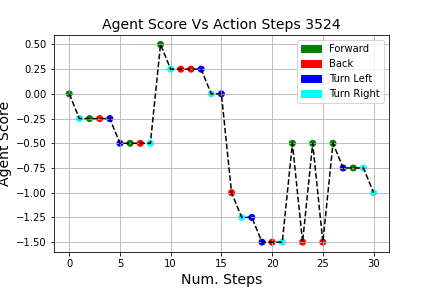 Agent Score Vs Action Steps 3524
Forward
Back
Turn Left
Turn Right
Agent Score
0.50
0.25
0.00
−0.25
−0.50
−0.75
−1.00
−1.25
−1.50
0 5 10 15 20 25 30
Num. Steps